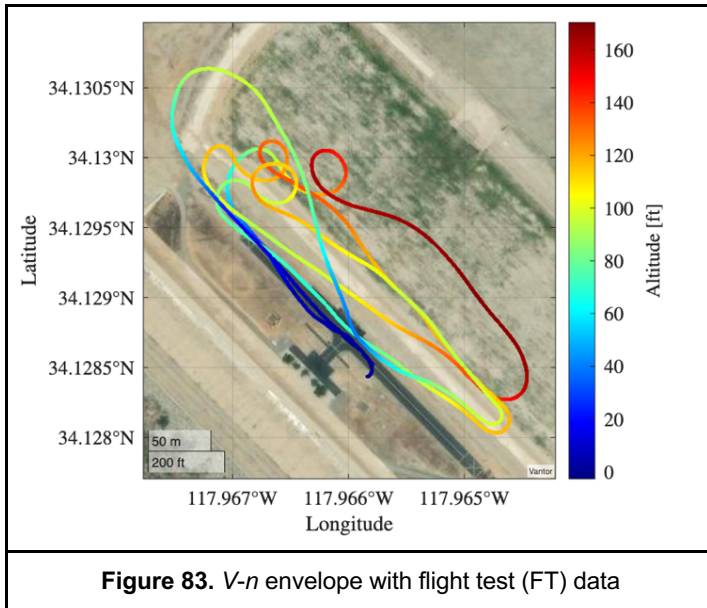 34.1305°N
34.13°N
34.1295°N
34.129°N
34.1285°N
34.128°N
Latitude
50 m
200 ft
Vantor
117.967°W 117.966°W 117.965°W
Longitude
160
140
120
100
80
60
40
20
0
Altitude [ft]
Figure 83. V-n envelope with flight test (FT) data